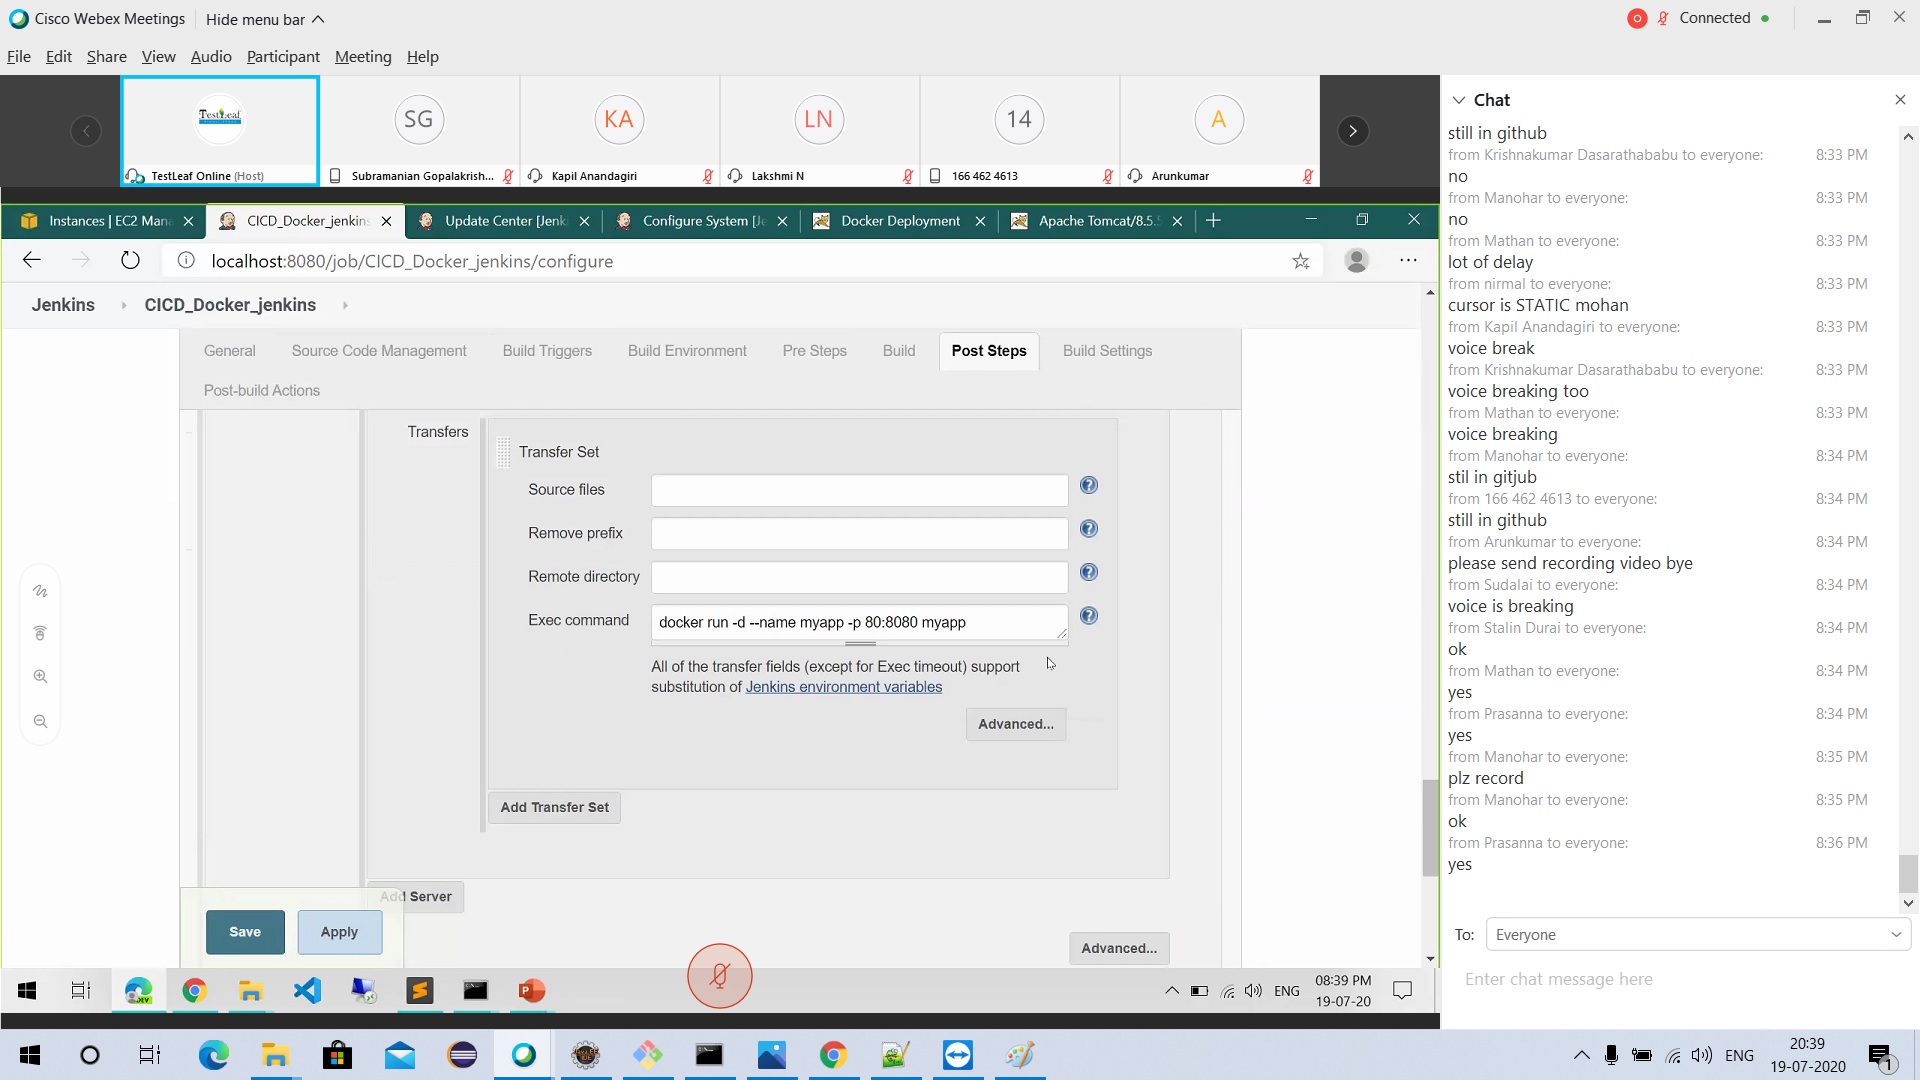 Cisco Webex Meetings
Hide menu bar
Connected
File Edit Share View Audio Participant Meeting Help
TestLeaf
SG
KA
LN
14
A
TestLeaf Online (Host)
Subramanian Gopalakrish...
Kapil Anandagiri
Lakshmi N
166 462 4613
Arunkumar
Instances | EC2 Mana
CICD_Docker_jenkins
Update Center [Jenk
Configure System [Je
Docker Deployment
Apache Tomcat/8.5.5
localhost:8080/job/CICD_Docker_jenkins/configure
Jenkins
CICD_Docker_jenkins
General
Source Code Management
Build Triggers
Build Environment
Pre Steps
Build
Post Steps
Build Settings
Post-build Actions
Transfers
Transfer Set
Source files
Remove prefix
Remote directory
Exec command
docker run -d --name myapp -p 80:8080 myapp
All of the transfer fields (except for Exec timeout) support
substitution of Jenkins environment variables
Advanced...
Add Transfer Set
Add Server
Save
Apply
Advanced...
DEV
ENG
08:39 PM
19-07-20
Chat
still in github
from Krishnakumar Dasarathababu to everyone: 8:33 PM
no
from Manohar to everyone: 8:33 PM
no
from Mathan to everyone: 8:33 PM
lot of delay
from nirmal to everyone: 8:33 PM
cursor is STATIC mohan
from Kapil Anandagiri to everyone: 8:33 PM
voice break
from Krishnakumar Dasarathababu to everyone: 8:33 PM
voice breaking too
from Mathan to everyone: 8:33 PM
voice breaking
from Manohar to everyone: 8:34 PM
stil in gitjub
from 166 462 4613 to everyone: 8:34 PM
still in github
from Arunkumar to everyone: 8:34 PM
please send recording video bye
from Sudalai to everyone: 8:34 PM
voice is breaking
from Stalin Durai to everyone: 8:34 PM
ok
from Mathan to everyone: 8:34 PM
yes
from Prasanna to everyone: 8:34 PM
yes
from Manohar to everyone: 8:35 PM
plz record
from Manohar to everyone: 8:35 PM
ok
from Prasanna to everyone: 8:36 PM
yes
To: Everyone
Enter chat message here
ENG
20:39
19-07-2020
1